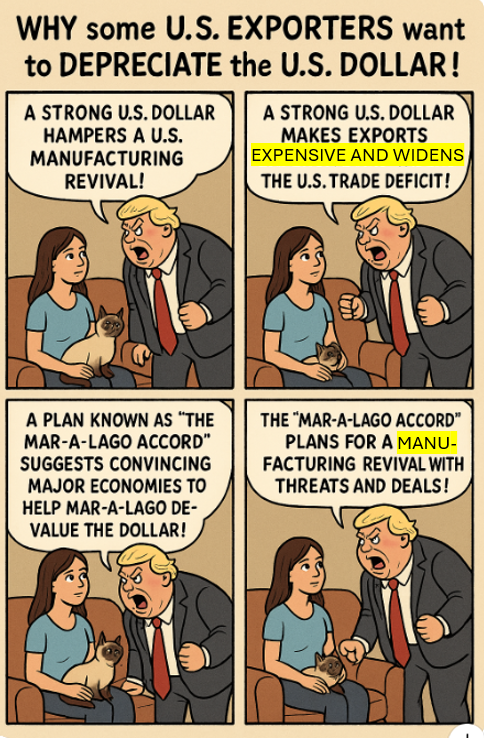 WHY some U.S. EXPORTERS want
to DEPRECIATE the U.S. DOLLAR!
A STRONG U.S. DOLLAR
HAMPERS A U.S.
MANUFACTURING
REVIVAL!
A STRONG U.S. DOLLAR
MAKES EXPORTS
EXPENSIVE AND WIDENS
THE U.S. TRADE DEFICIT!
A PLAN KNOWN AS "THE
MAR-A-LAGO ACCORD"
SUGGESTS CONVINCING
MAJOR ECONOMIES TO
HELP MAR-A-LAGO DE-
VALUE THE DOLLAR!
THE "MAR-A-LAGO ACCORD"
PLANS FOR A MANU-
FACTURING REVIVAL WITH
THREATS AND DEALS!